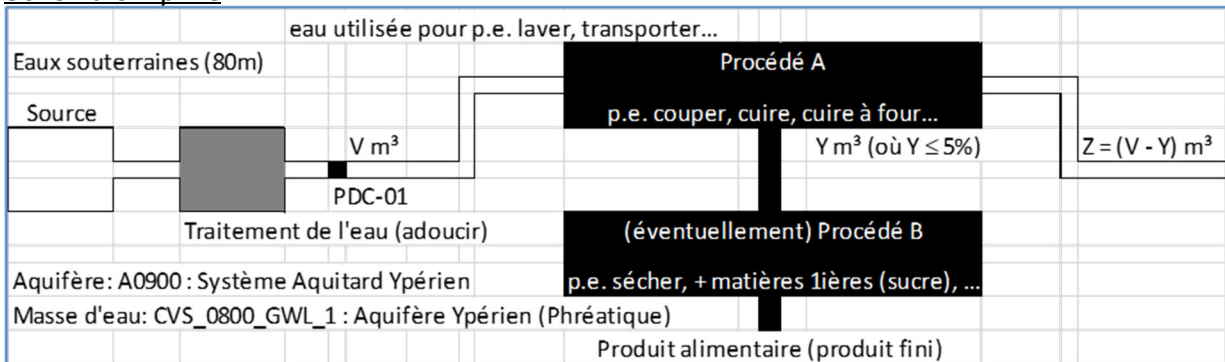 eau utilisée pour p.e. laver, transporter...
Eaux souterraines (80m)
Procédé A
Source
p.e. couper, cuire, cuire à four...
V m³
Y m³ (où Y ≤ 5%)
Z = (V - Y) m³
PDC-01
Traitement de l'eau (adoucir)
(éventuellement) Procédé B
Aquifère: A0900 : Système Aquitard Ypérien
p.e. sécher, + matières 1ières (sucre), ...
Masse d'eau: CVS_0800_GWL_1 : Aquifère Ypérien (Phréatique)
Produit alimentaire (produit fini)